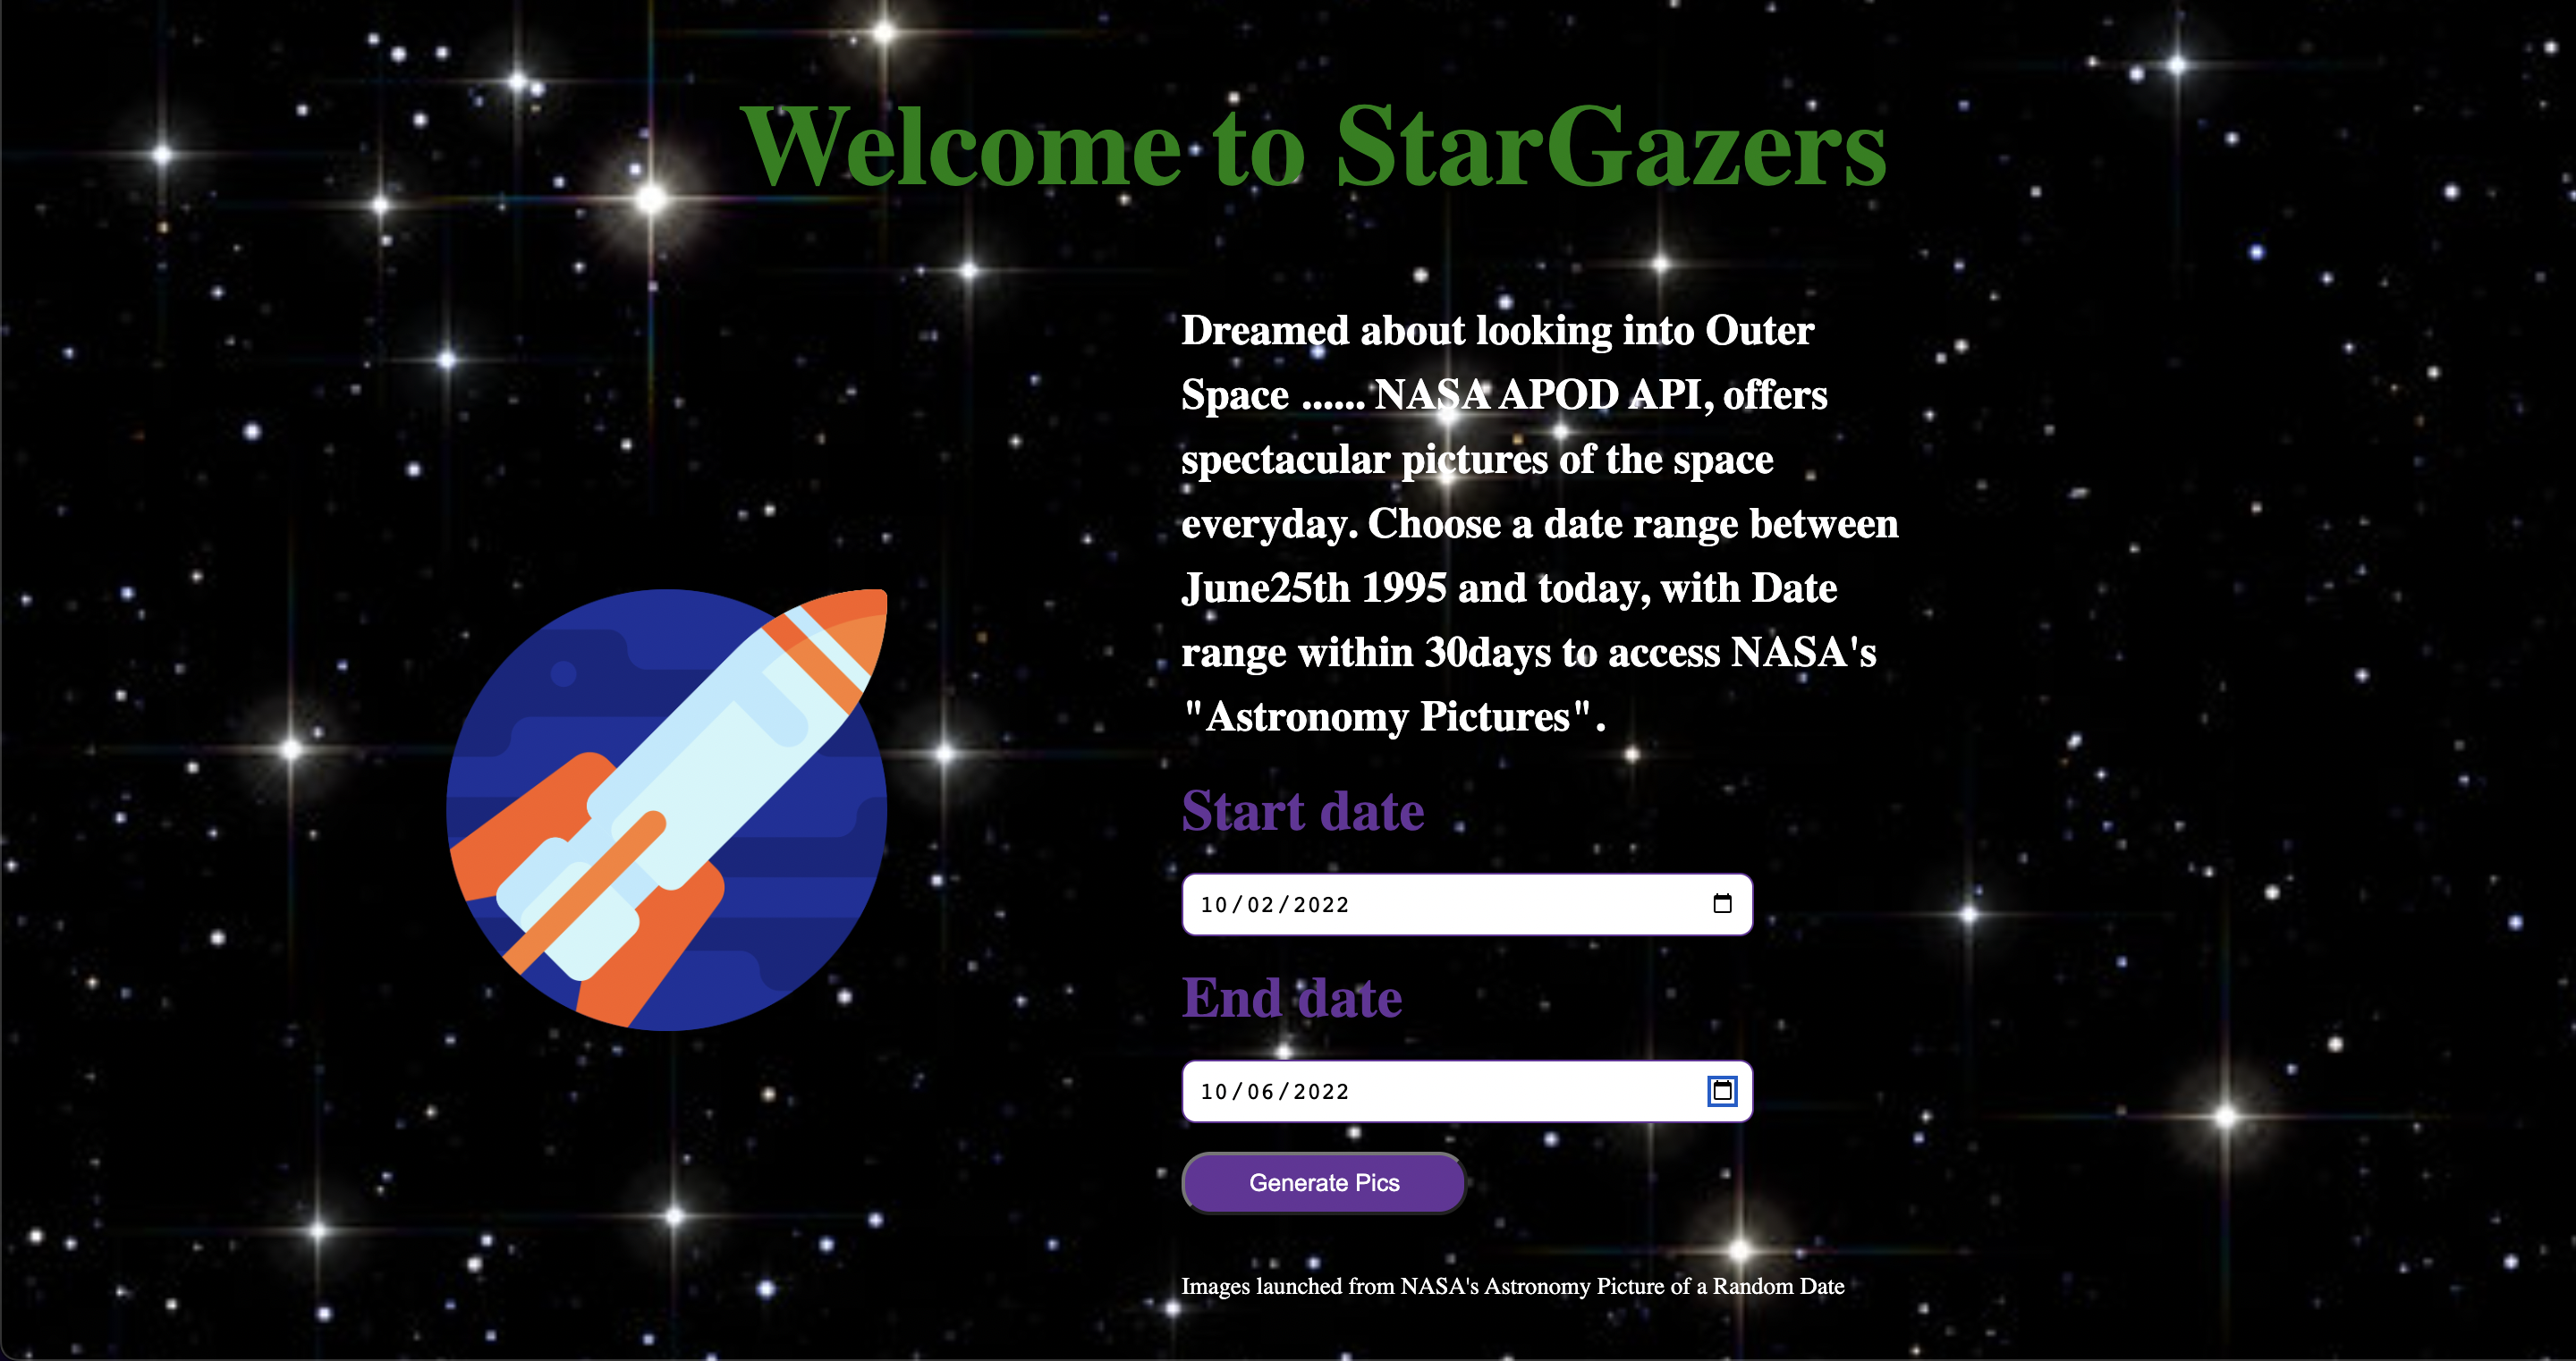 Welcome to StarGazers
Dreamed about looking into Outer
Space ...... NASA APOD API, offers
spectacular pictures of the space
everyday. Choose a date range between
June25th 1995 and today, with Date
range within 30days to access NASA's
"Astronomy Pictures".
Start date
10/02/2022
End date
10/06/2022
Generate Pics
Images launched from NASA's Astronomy Picture of a Random Date